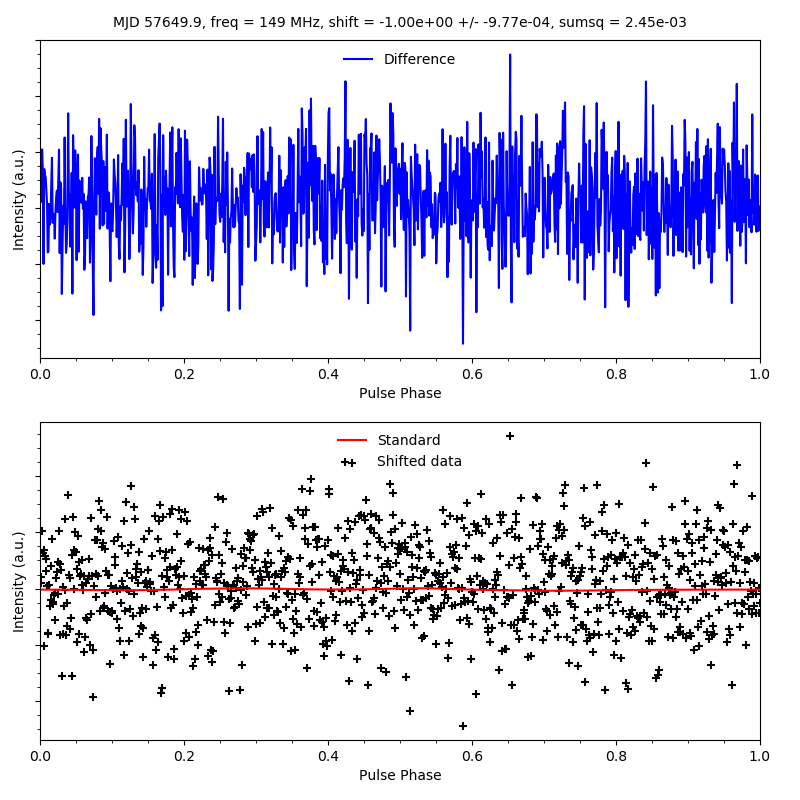 MJD 57649.9, freq = 149 MHz, shift = -1.00e+00 +/- -9.77e-04, sumsq = 2.45e-03
Difference
Intensity (a.u.)
0.0 0.2 0.4 0.6 0.8 1.0
Pulse Phase
Standard
Shifted data
Intensity (a.u.)
0.0 0.2 0.4 0.6 0.8 1.0
Pulse Phase